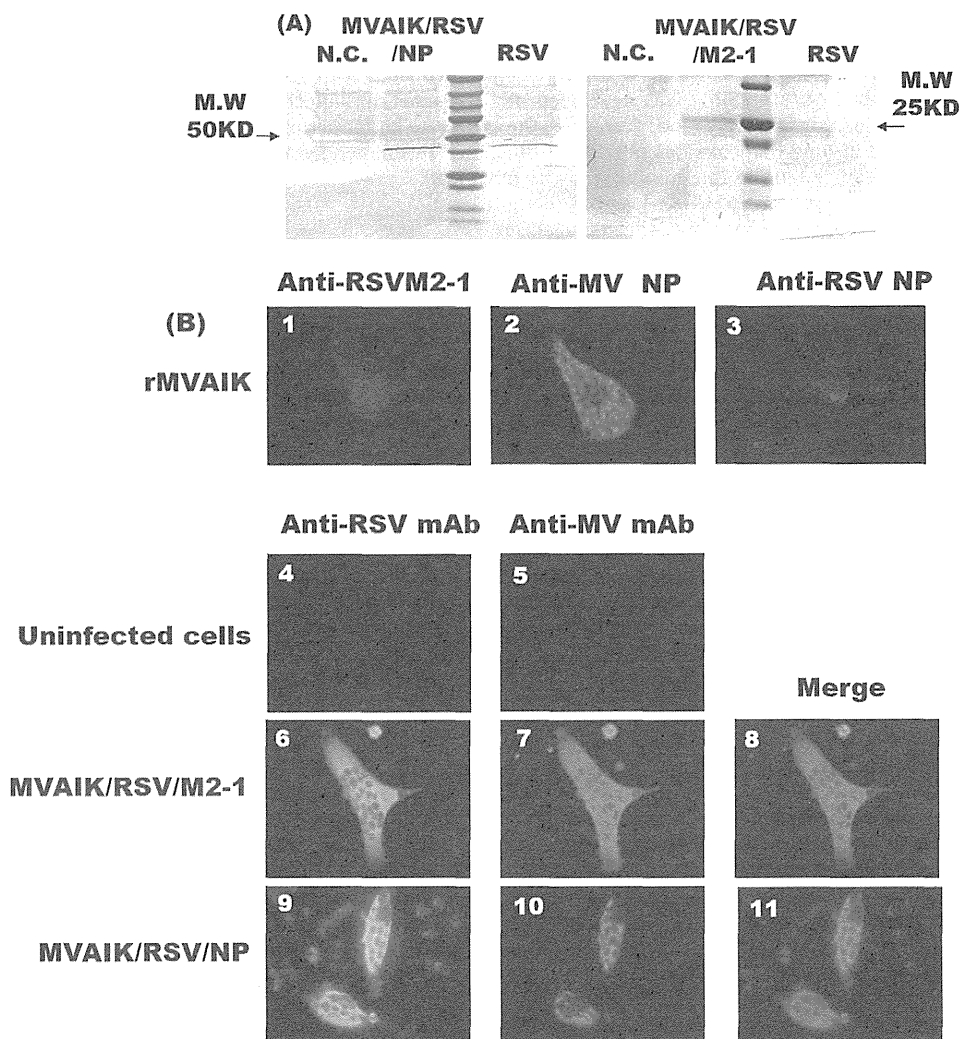 (A) MVAIK/RSV MVAIK/RSV
N.C. /NP RSV N.C. /M2-1 RSV
M.W
50KD
M.W
25KD
Anti-RSVM2-1 Anti-MV NP Anti-RSV NP
(B)
1 2 3
rMVAIK
Anti-RSV mAb Anti-MV mAb
4 5
Uninfected cells
Merge
6 7 8
MVAIK/RSV/M2-1
9 10 11
MVAIK/RSV/NP